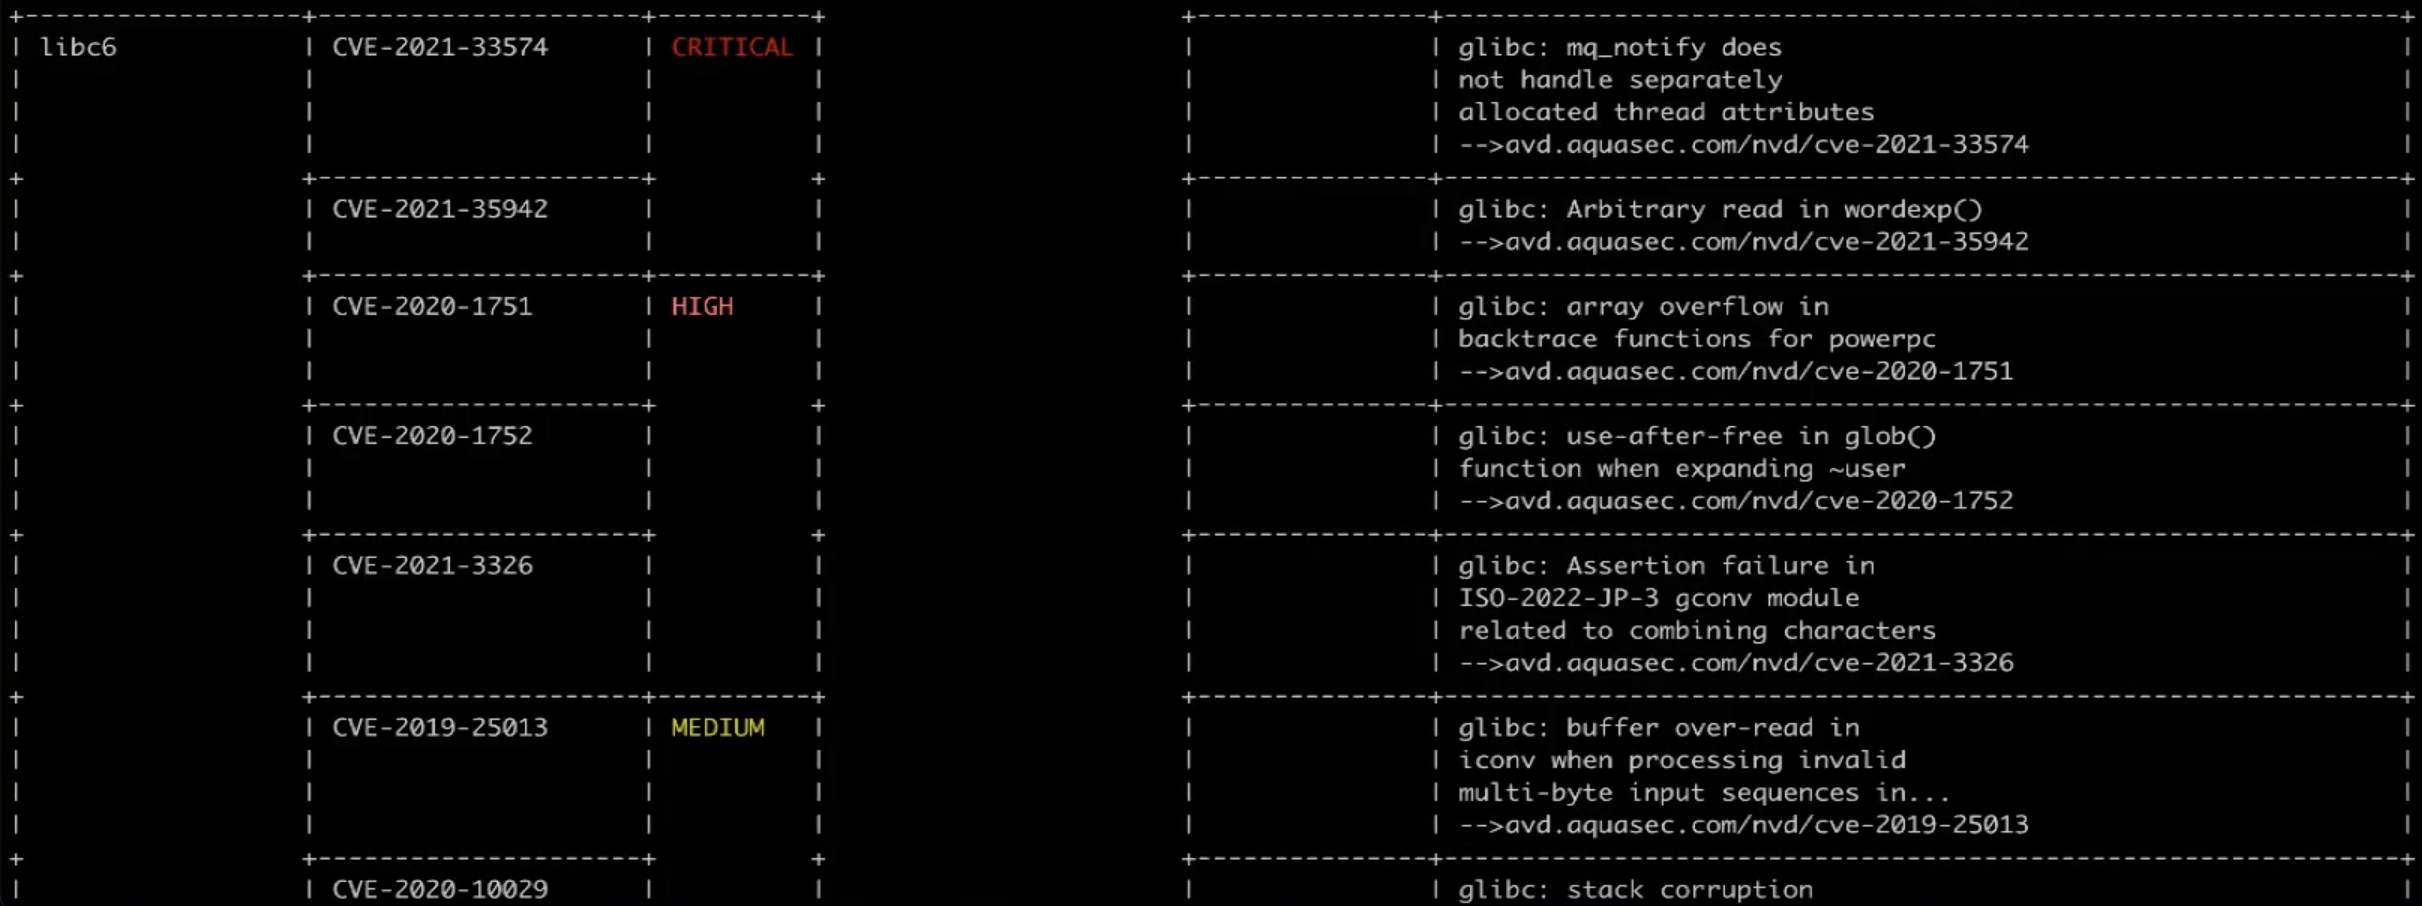 libc6 CVE-2021-33574 CRITICAL glibc: mq_notify does
not handle separately
allocated thread attributes
-->avd.aquasec.com/nvd/cve-2021-33574
CVE-2021-35942 glibc: Arbitrary read in wordexp()
-->avd.aquasec.com/nvd/cve-2021-35942
CVE-2020-1751 HIGH glibc: array overflow in
backtrace functions for powerpc
-->avd.aquasec.com/nvd/cve-2020-1751
CVE-2020-1752 glibc: use-after-free in glob()
function when expanding ~user
-->avd.aquasec.com/nvd/cve-2020-1752
CVE-2021-3326 glibc: Assertion failure in
ISO-2022-JP-3 gconv module
related to combining characters
-->avd.aquasec.com/nvd/cve-2021-3326
CVE-2019-25013 MEDIUM glibc: buffer over-read in
iconv when processing invalid
multi-byte input sequences in...
-->avd.aquasec.com/nvd/cve-2019-25013
CVE-2020-10029 glibc: stack corruption